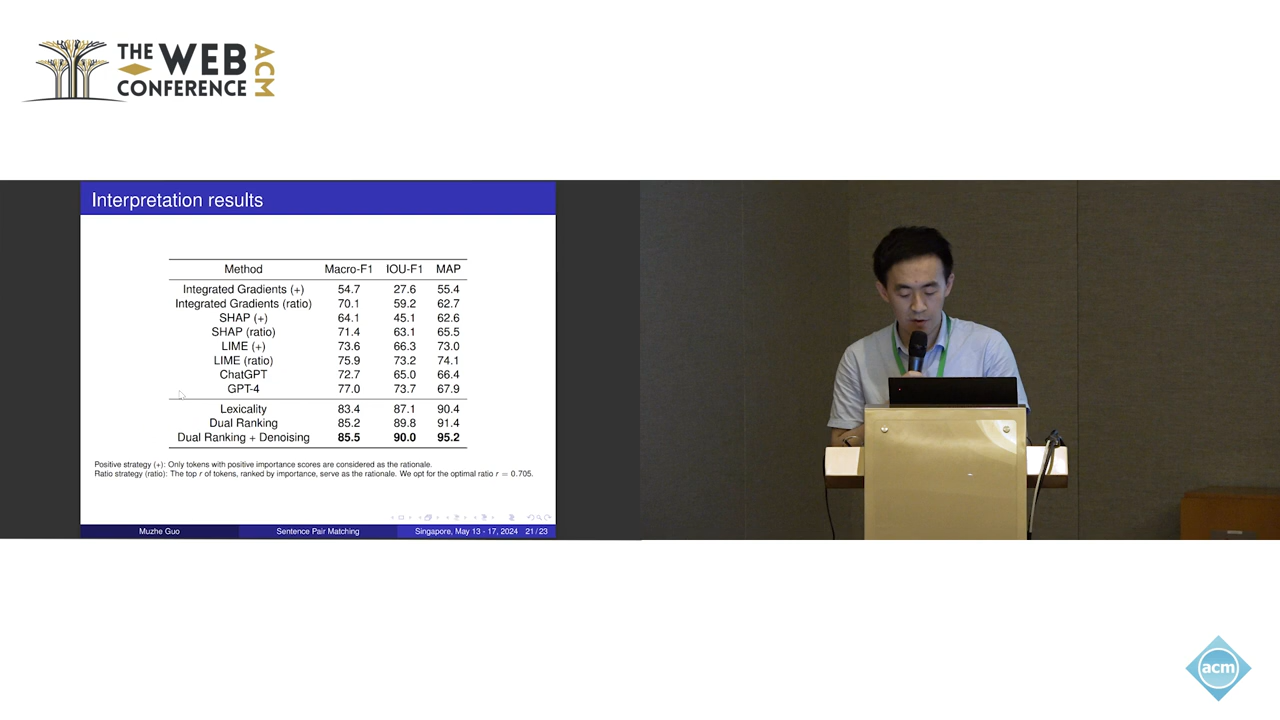 THE WEB
CONFERENCE
ACM
Interpretation results
Method Macro-F1 IOU-F1 MAP
Integrated Gradients (+) 54.7 27.6 55.4
Integrated Gradients (ratio) 70.1 59.2 62.7
SHAP (+) 64.1 45.1 62.6
SHAP (ratio) 71.4 63.1 65.5
LIME (+) 73.6 66.3 73.0
LIME (ratio) 75.9 73.2 74.1
ChatGPT 72.7 65.0 66.4
GPT-4 77.0 73.7 67.9
Lexicality 83.4 87.1 90.4
Dual Ranking 85.2 89.8 91.4
Dual Ranking + Denoising 85.5 90.0 95.2
Positive strategy (+): Only tokens with positive importance scores are considered as the rationale.
Ratio strategy (ratio): The top r of tokens, ranked by importance, serve as the rationale. We opt for the optimal ratio r = 0.705.
Muzhe Guo Sentence Pair Matching Singapore, May 13 - 17, 2024 21 / 23
acm